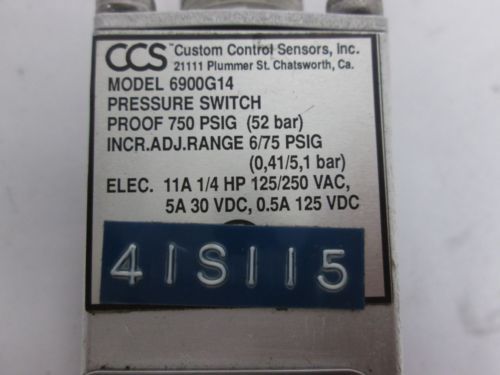 CCS™ Custom Control Sensors, Inc.
21111 Plummer St. Chatsworth, Ca.
MODEL 6900G14
PRESSURE SWITCH
PROOF 750 PSIG (52 bar)
INCR.ADJ.RANGE 6/75 PSIG
(0,41/5,1 bar)
ELEC. 11A 1/4 HP 125/250 VAC,
5A 30 VDC, 0.5A 125 VDC
41S115